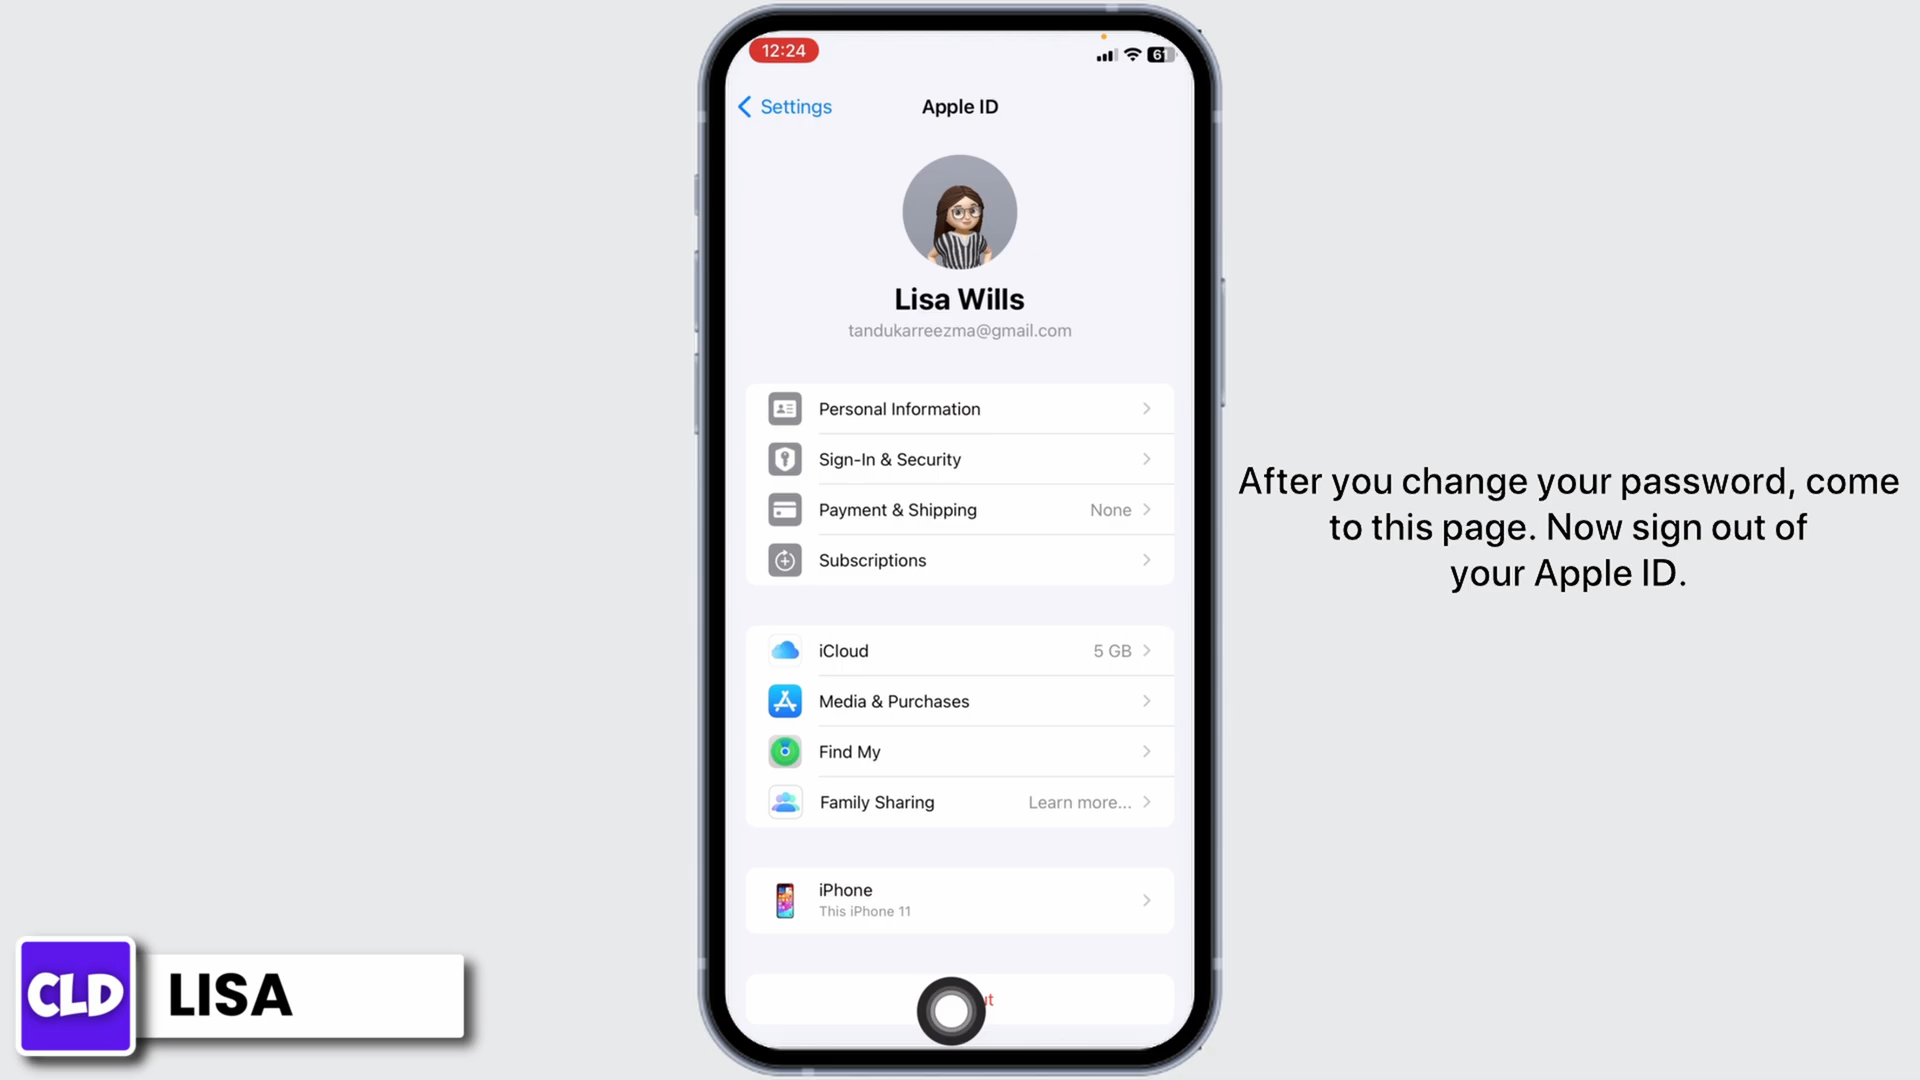 12:24
61
Settings
Apple ID
Lisa Wills
tandukarreezma@gmail.com
Personal Information
Sign-In & Security
Payment & Shipping None
Subscriptions
iCloud 5 GB
Media & Purchases
Find My
Family Sharing Learn more...
iPhone
This iPhone 11
After you change your password, come
to this page. Now sign out of
your Apple ID.
CLD LISA